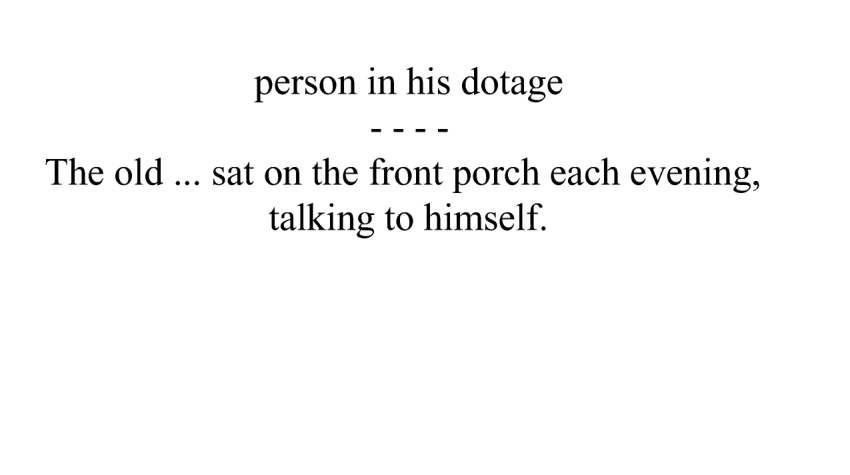 person in his dotage
- - - -
The old ... sat on the front porch each evening,
talking to himself.